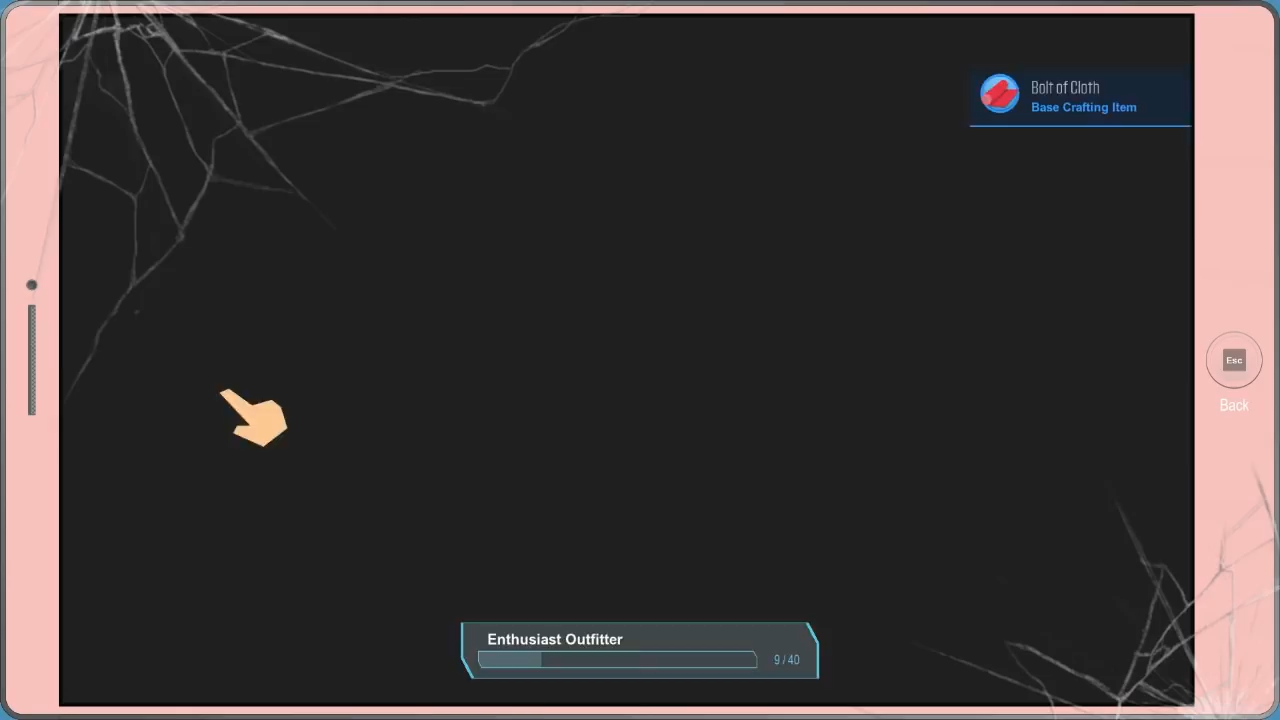 Bolt of Cloth
Base Crafting Item
Esc
Back
Enthusiast Outfitter
9 / 40